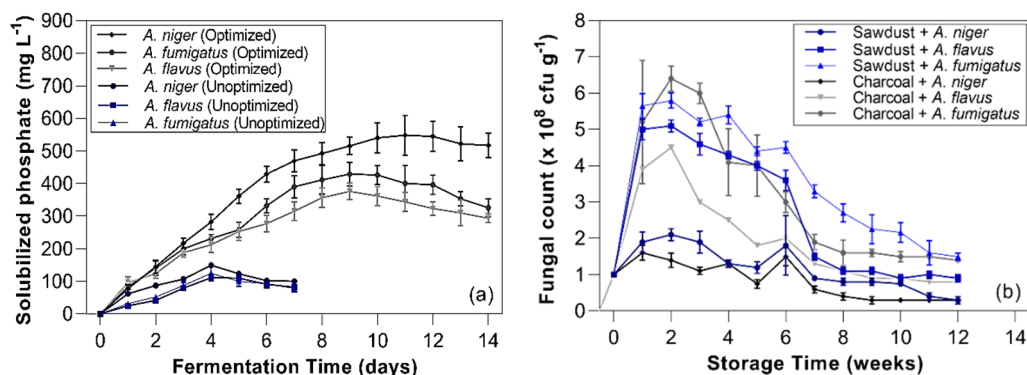 Solubilized phosphate (mg L⁻¹)
900
800
700
600
500
400
300
200
100
0
A. niger (Optimized)
A. fumigatus (Optimized)
A. flavus (Optimized)
A. niger (Unoptimized)
A. flavus (Unoptimized)
A. fumigatus (Unoptimized)
(a)
0 2 4 6 8 10 12 14
Fermentation Time (days)
Fungal count (x 10⁸ cfu g⁻¹)
8
7
6
5
4
3
2
1
0
Sawdust + A. niger
Sawdust + A. flavus
Sawdust + A. fumigatus
Charcoal + A. niger
Charcoal + A. flavus
Charcoal + A. fumigatus
(b)
0 2 4 6 8 10 12 14
Storage Time (weeks)